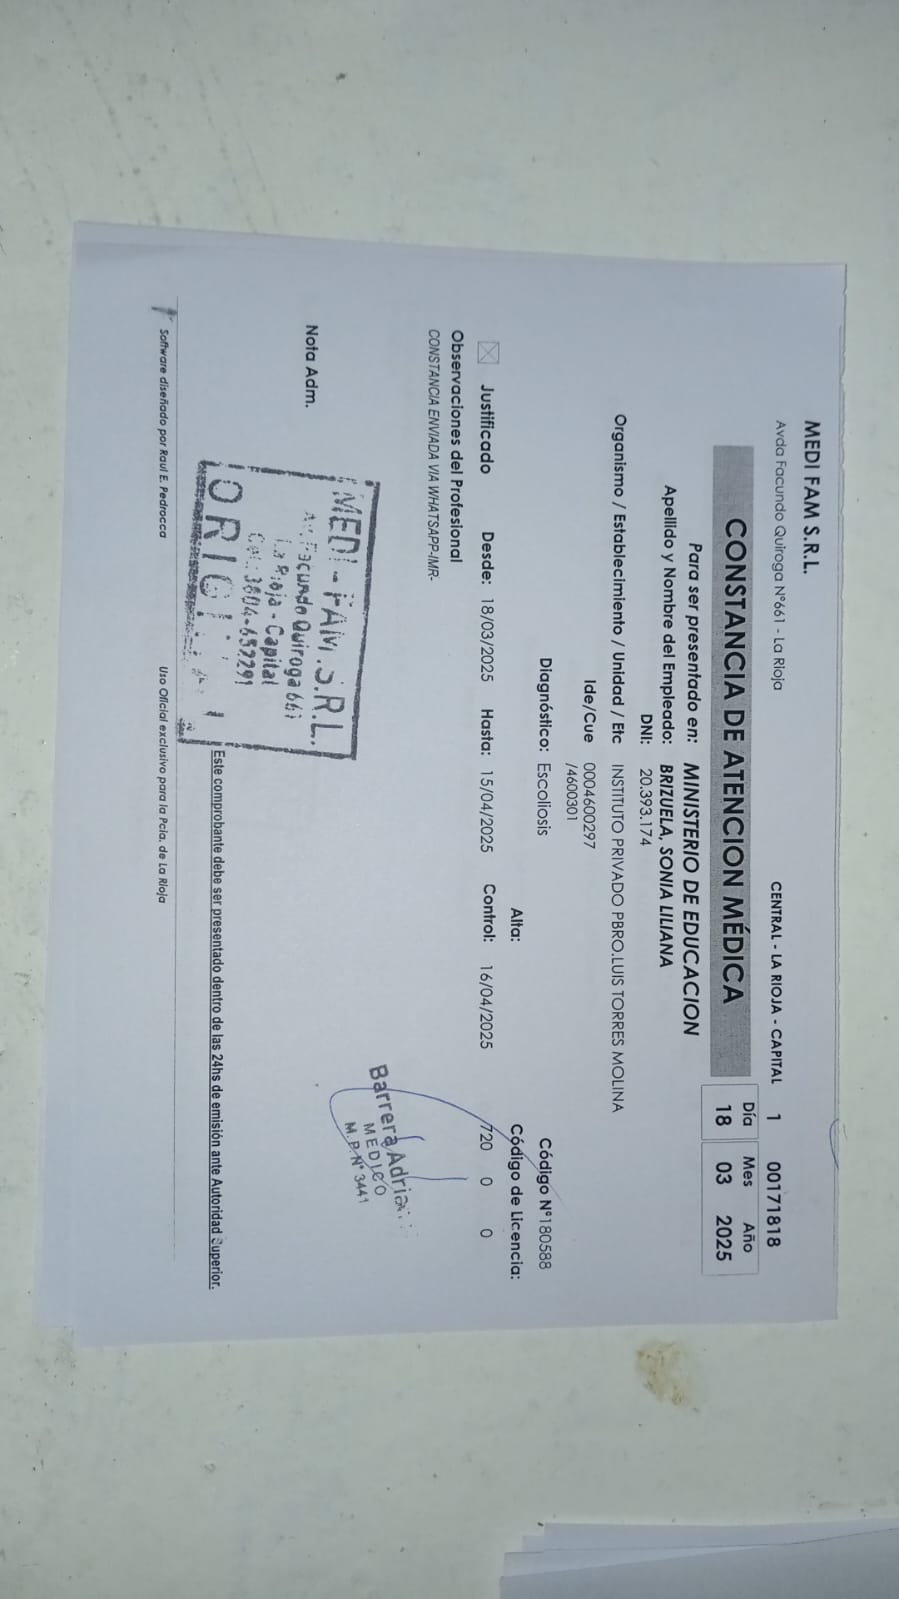 MEDI FAM S.R.L.
Avda Facundo Quiroga N°661 - La Rioja
CENTRAL - LA RIOJA - CAPITAL 1 00171818
CONSTANCIA DE ATENCION MÉDICA
Día Mes Año
18 03 2025
Para ser presentado en: MINISTERIO DE EDUCACION
Apellido y Nombre del Empleado: BRIZUELA, SONIA LILIANA
DNI: 20.393.174
Organismo / Establecimiento / Unidad / Etc INSTITUTO PRIVADO PBRO.LUIS TORRES MOLINA
Ide/Cue 0004600297
/4600301
Diagnóstico: Escoliosis
Código N°180588
Alta:
Código de Licencia:
Justificado Desde: 18/03/2025 Hasta: 15/04/2025 Control: 16/04/2025 720 0 0
Observaciones del Profesional
CONSTANCIA ENVIADA VIA WHATSAPP-IMR-
Barrera Adrián
MEDICO
M.P.N° 3441
Nota Adm.
MEDI-FAM S.R.L.
Av. Facundo Quiroga 661
La Rioja - Capital
Cel.: 3804-659291
Este comprobante debe ser presentado dentro de las 24hs de emisión ante Autoridad Superior.
Software diseñado por Raul E. Pedrocca
Uso Oficial exclusivo para la Pcia. de La Rioja